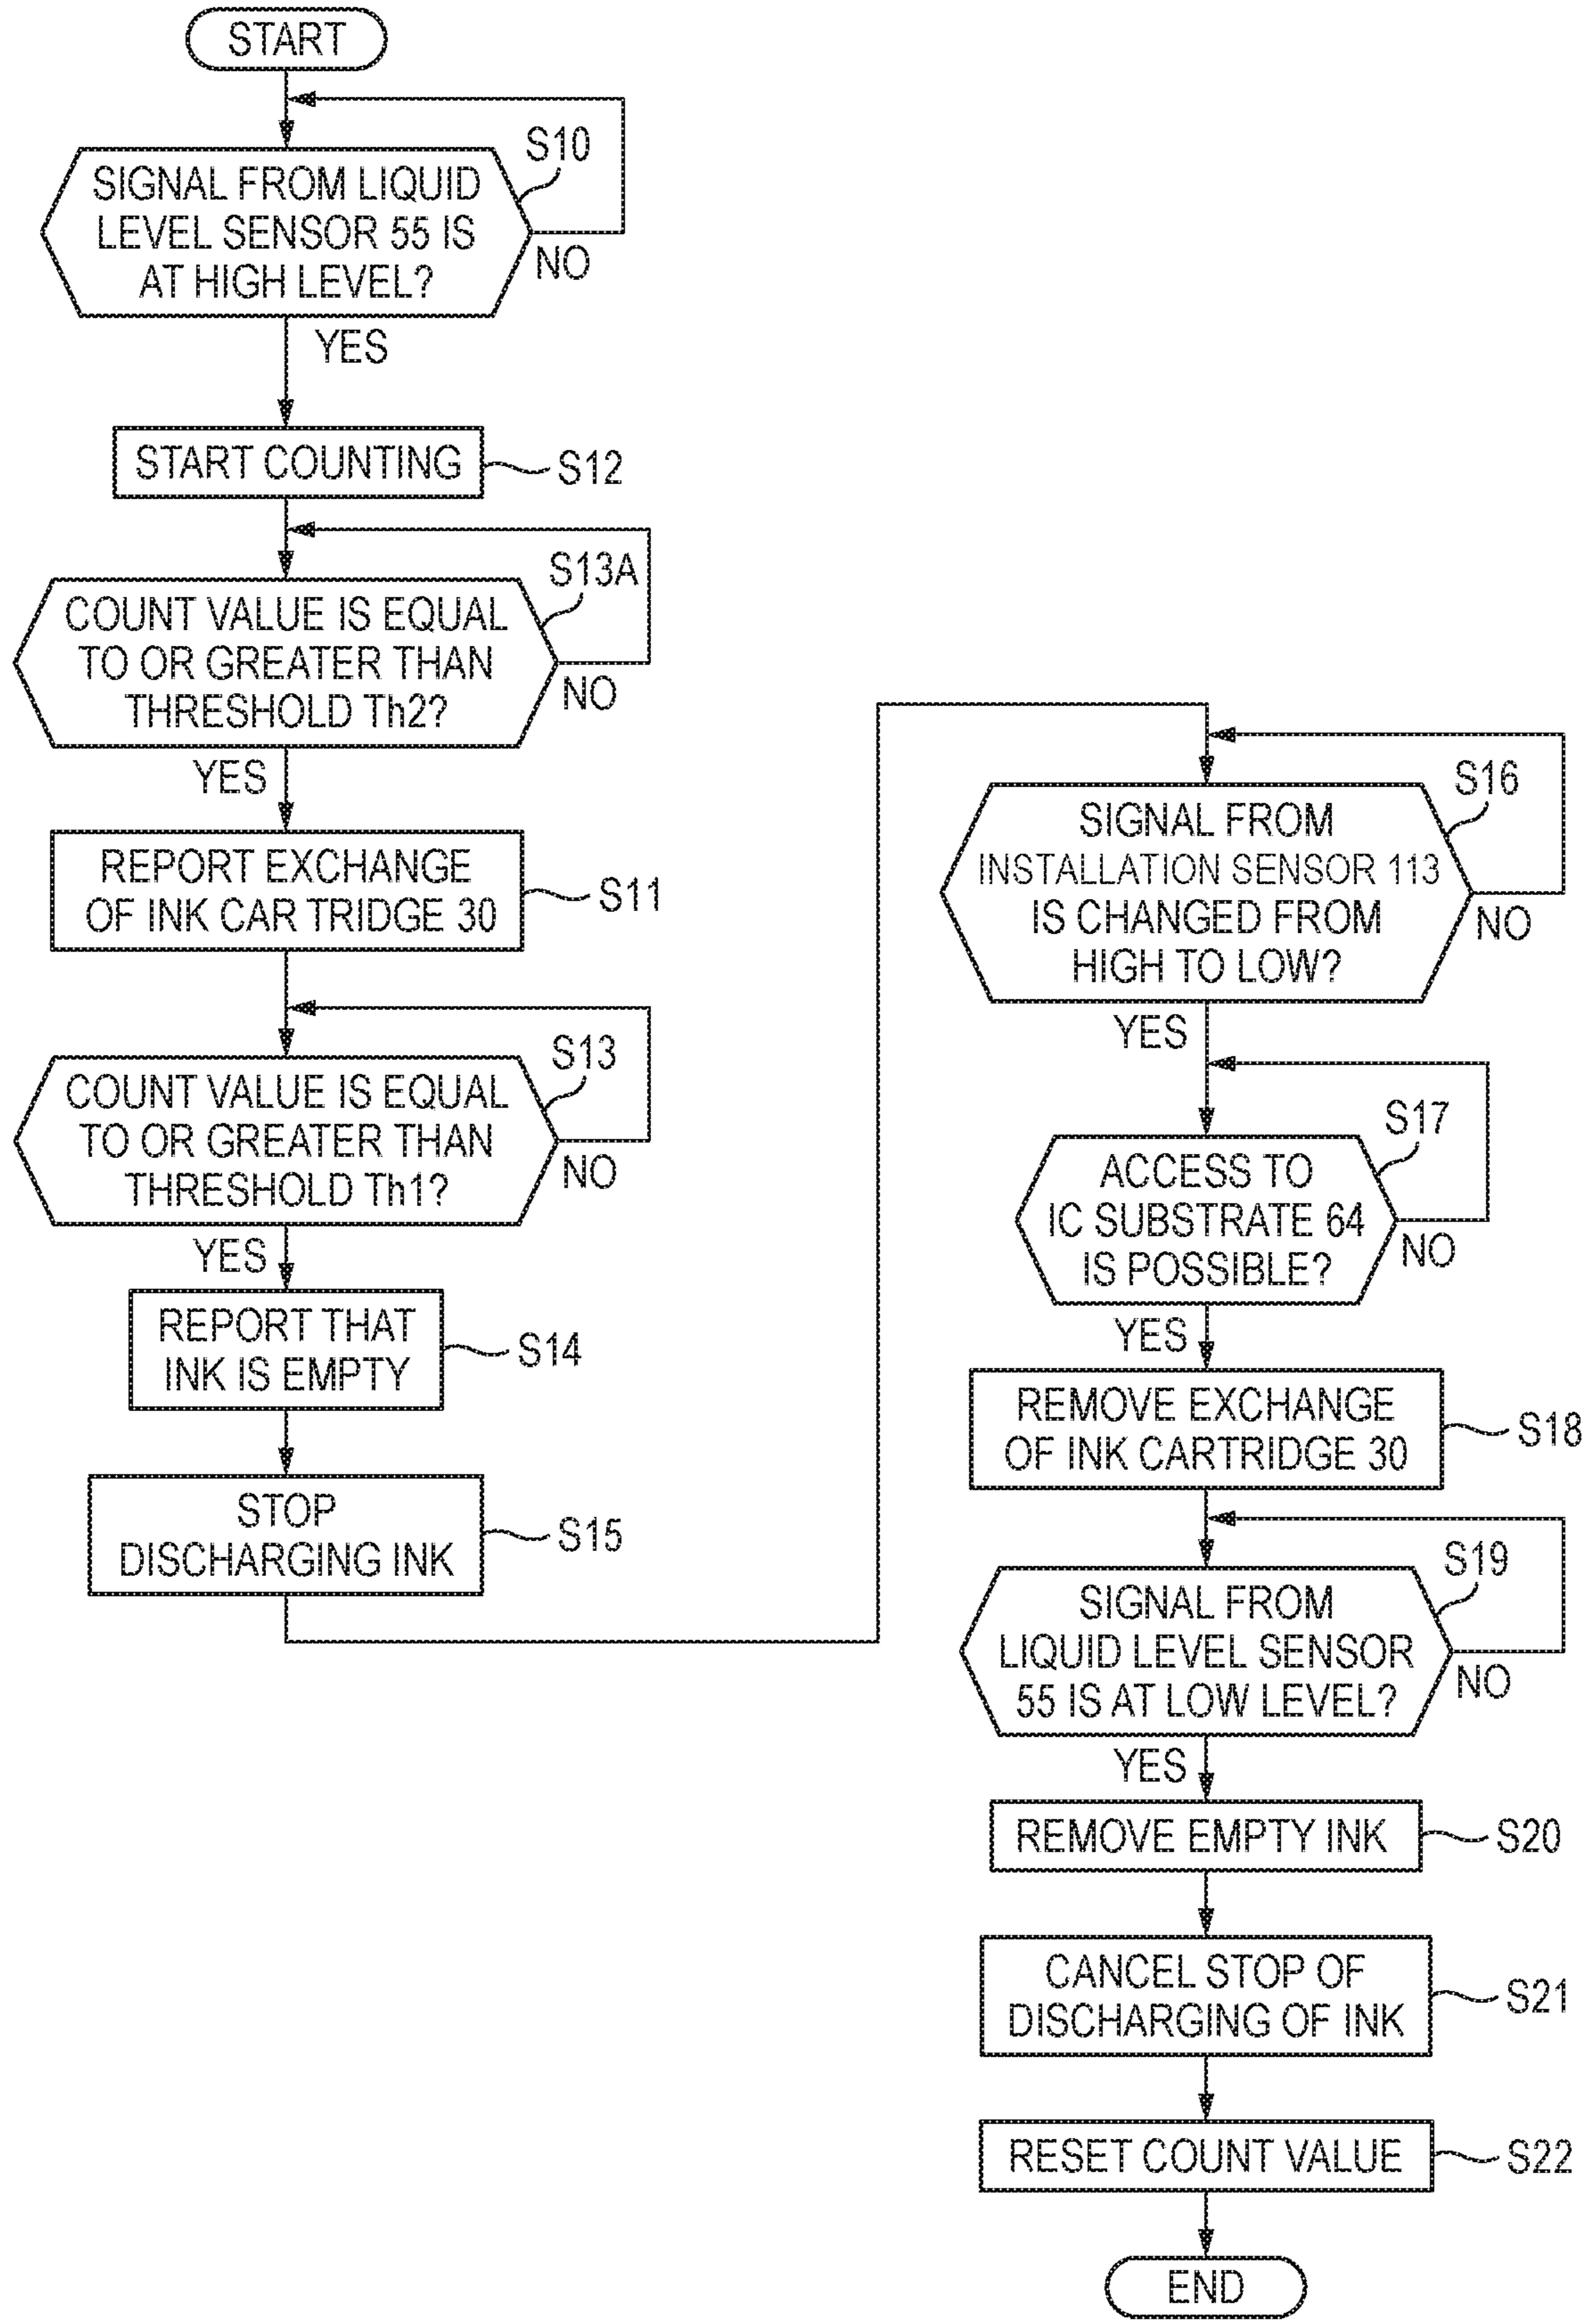 START
S10
SIGNAL FROM LIQUID
LEVEL SENSOR 55 IS
AT HIGH LEVEL?
NO
YES
START COUNTING
S12
S13A
COUNT VALUE IS EQUAL
TO OR GREATER THAN
THRESHOLD Th2?
NO
YES
REPORT EXCHANGE
OF INK CAR TRIDGE 30
S11
S13
COUNT VALUE IS EQUAL
TO OR GREATER THAN
THRESHOLD Th1?
NO
YES
REPORT THAT
INK IS EMPTY
S14
STOP
DISCHARGING INK
S15
S16
SIGNAL FROM
INSTALLATION SENSOR 113
IS CHANGED FROM
HIGH TO LOW?
NO
YES
S17
ACCESS TO
IC SUBSTRATE 64
IS POSSIBLE?
NO
YES
REMOVE EXCHANGE
OF INK CARTRIDGE 30
S18
S19
SIGNAL FROM
LIQUID LEVEL SENSOR
55 IS AT LOW LEVEL?
NO
YES
REMOVE EMPTY INK
S20
CANCEL STOP OF
DISCHARGING OF INK
S21
RESET COUNT VALUE
S22
END